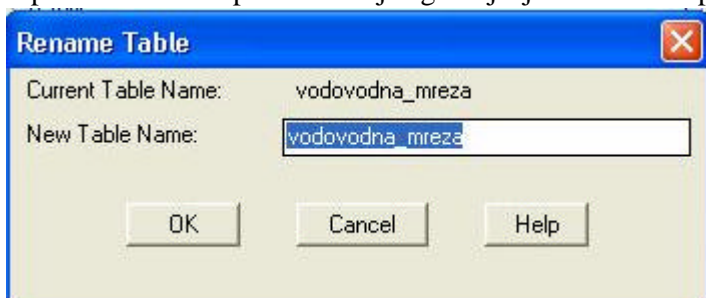 Rename Table
Current Table Name: vodovodna_mreza
New Table Name: vodovodna_mreza
OK Cancel Help